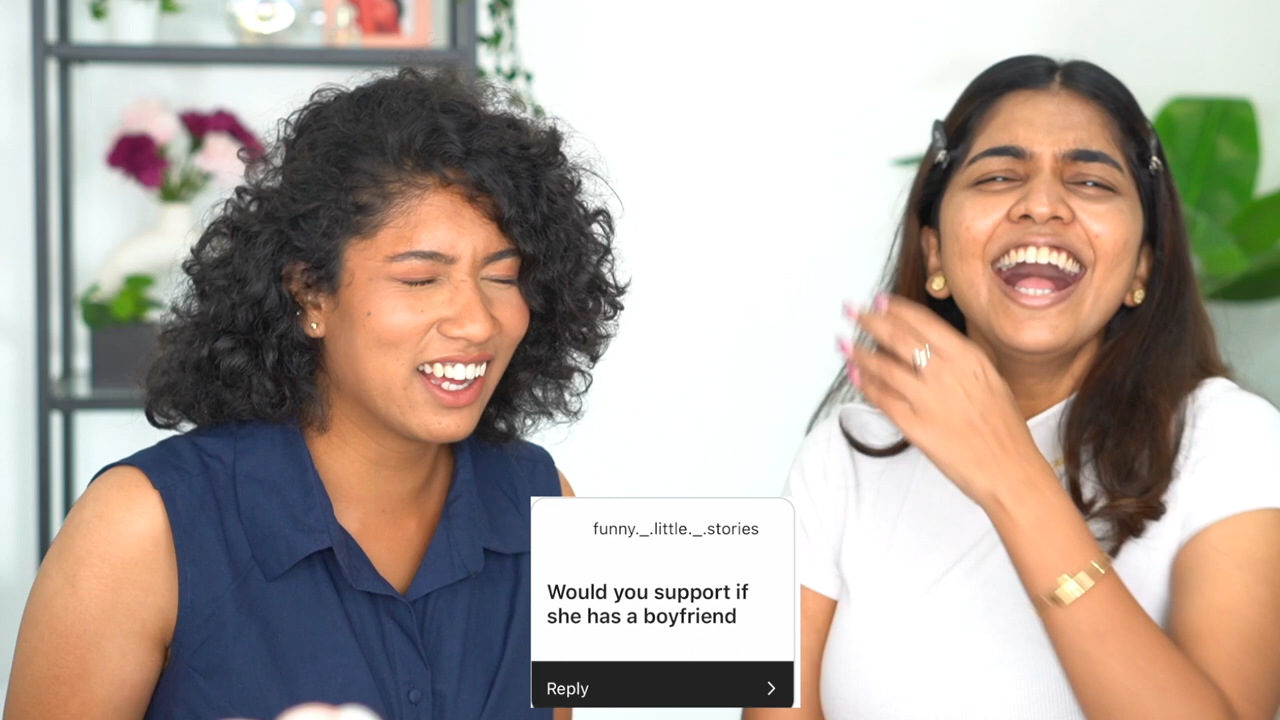 funny._.little._.stories
Would you support if
she has a boyfriend
Reply